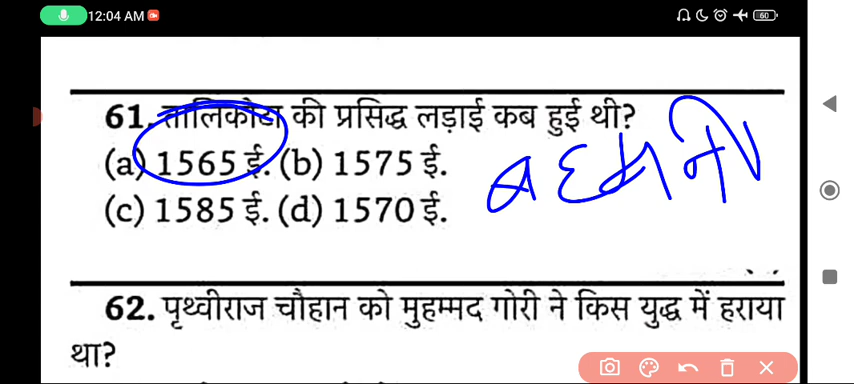 12:04 AM
60
61. तालिकोडा की प्रसिद्ध लड़ाई कब हुई थी?
(a) 1565 ई. (b) 1575 ई.
(c) 1585 ई. (d) 1570 ई.
62. पृथ्वीराज चौहान को मुहम्मद गोरी ने किस युद्ध में हराया
था?